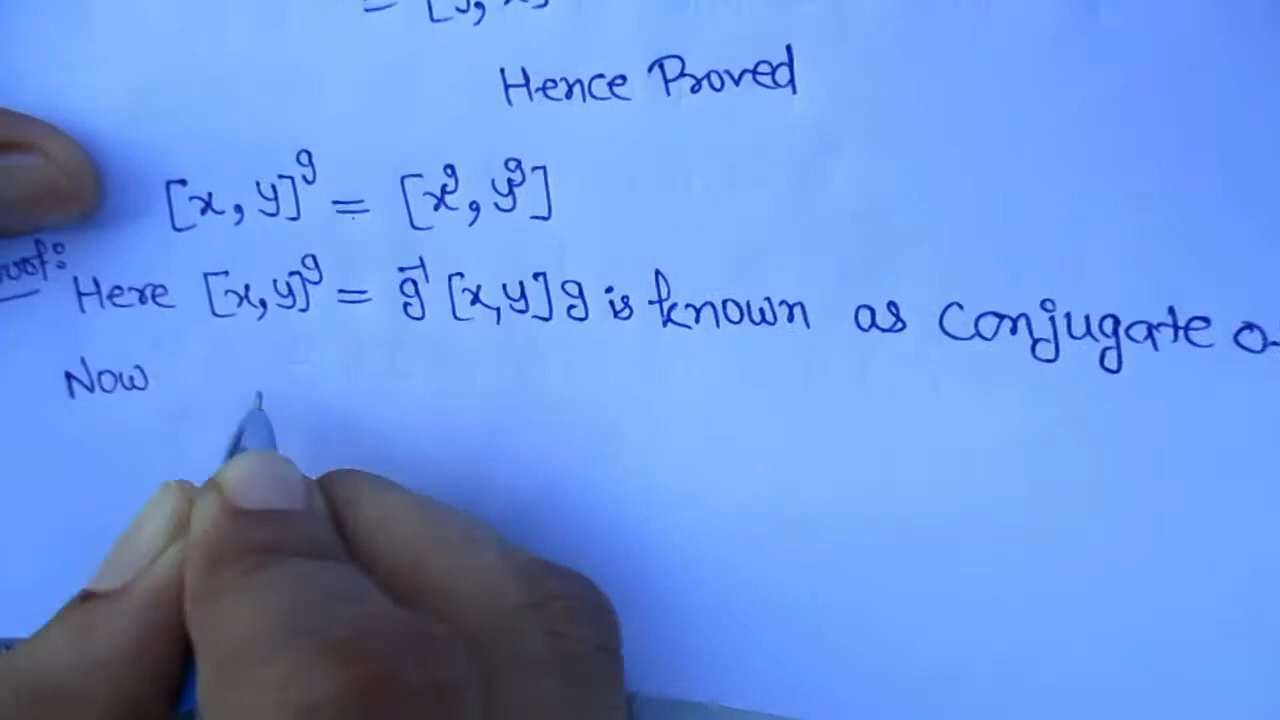 Hence Proved
[x, y]^g = [x^g, y^g]
Here [x,y]^g = g^-1 [x,y] g is known as conjugate
Now